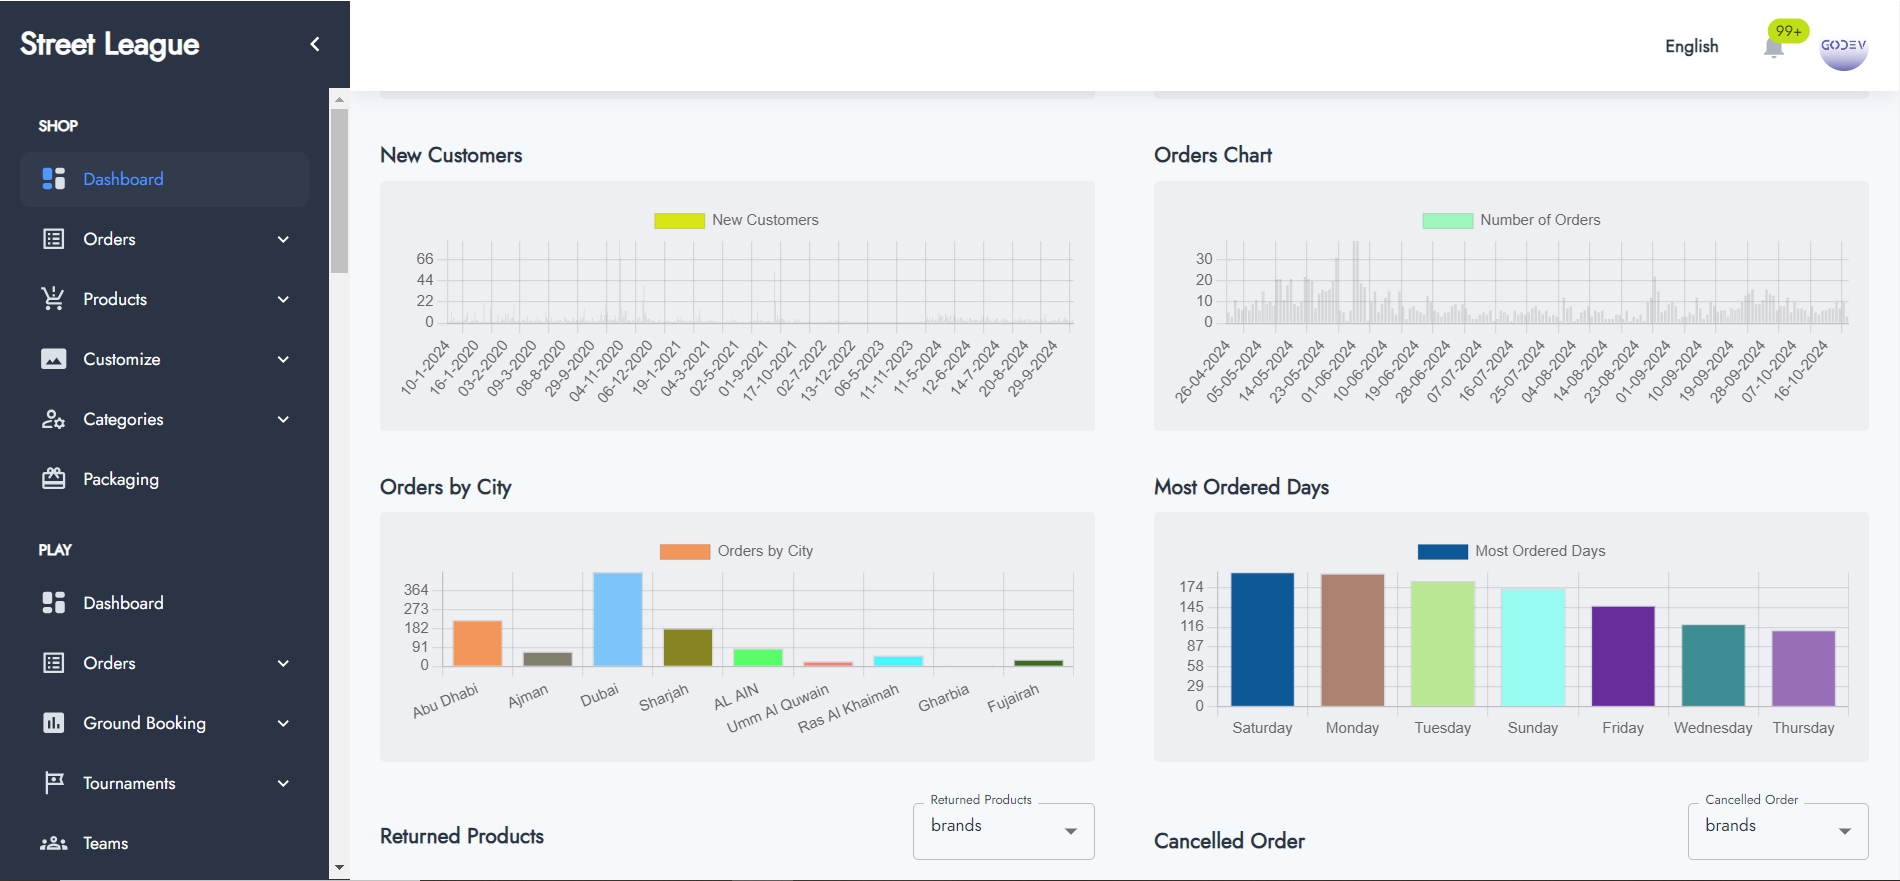 Street League
English
99+
GODEV
SHOP
Dashboard
Orders
Products
Customize
Categories
Packaging
PLAY
Dashboard
Orders
Ground Booking
Tournaments
Teams
New Customers
New Customers
66
44
22
0
10-1-2024
16-1-2020
03-2-2020
09-3-2020
08-8-2020
29-9-2020
04-11-2020
06-12-2020
19-1-2021
04-3-2021
02-5-2021
01-9-2021
17-10-2021
02-7-2022
13-12-2022
06-5-2023
11-11-2023
11-5-2024
12-6-2024
14-7-2024
20-8-2024
29-9-2024
Orders Chart
Number of Orders
30
20
10
0
26-04-2024
05-05-2024
14-05-2024
23-05-2024
01-06-2024
10-06-2024
19-06-2024
28-06-2024
07-07-2024
16-07-2024
25-07-2024
04-08-2024
14-08-2024
23-08-2024
01-09-2024
10-09-2024
19-09-2024
28-09-2024
07-10-2024
16-10-2024
Orders by City
Orders by City
364
273
182
91
0
Abu Dhabi
Ajman
Dubai
Sharjah
AL AIN
Umm Al Quwain
Ras Al Khaimah
Gharbia
Fujairah
Most Ordered Days
Most Ordered Days
174
145
116
87
58
29
0
Saturday
Monday
Tuesday
Sunday
Friday
Wednesday
Thursday
Returned Products
Returned Products
brands
Cancelled Order
Cancelled Order
brands